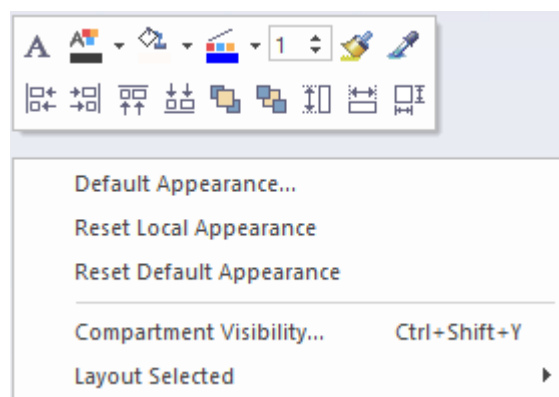 A A 1
Default Appearance...
Reset Local Appearance
Reset Default Appearance
Compartment Visibility... Ctrl+Shift+Y
Layout Selected